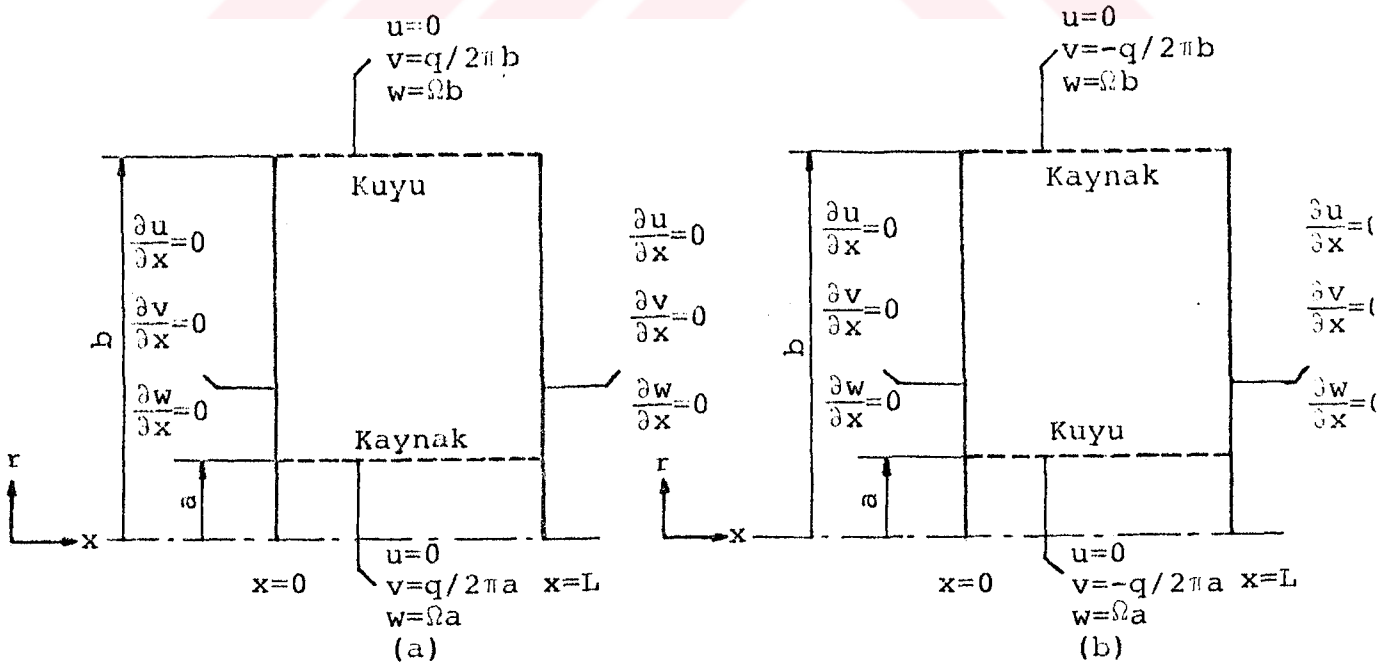 u=0
v=q/2πb
w=Ωb
Kuyu
∂u/∂x=0
∂v/∂x=0
∂w/∂x=0
∂u/∂x=0
∂v/∂x=0
∂w/∂x=0
b
Kaynak
a
r
x
u=0
v=q/2πa
w=Ωa
x=0
x=L
(a)
u=0
v=-q/2πb
w=Ωb
Kaynak
∂u/∂x=0
∂v/∂x=0
∂w/∂x=0
∂u/∂x=
∂v/∂x=
∂w/∂x=
b
Kuyu
a
r
x
u=0
v=-q/2πa
w=Ωa
x=0
x=L
(b)